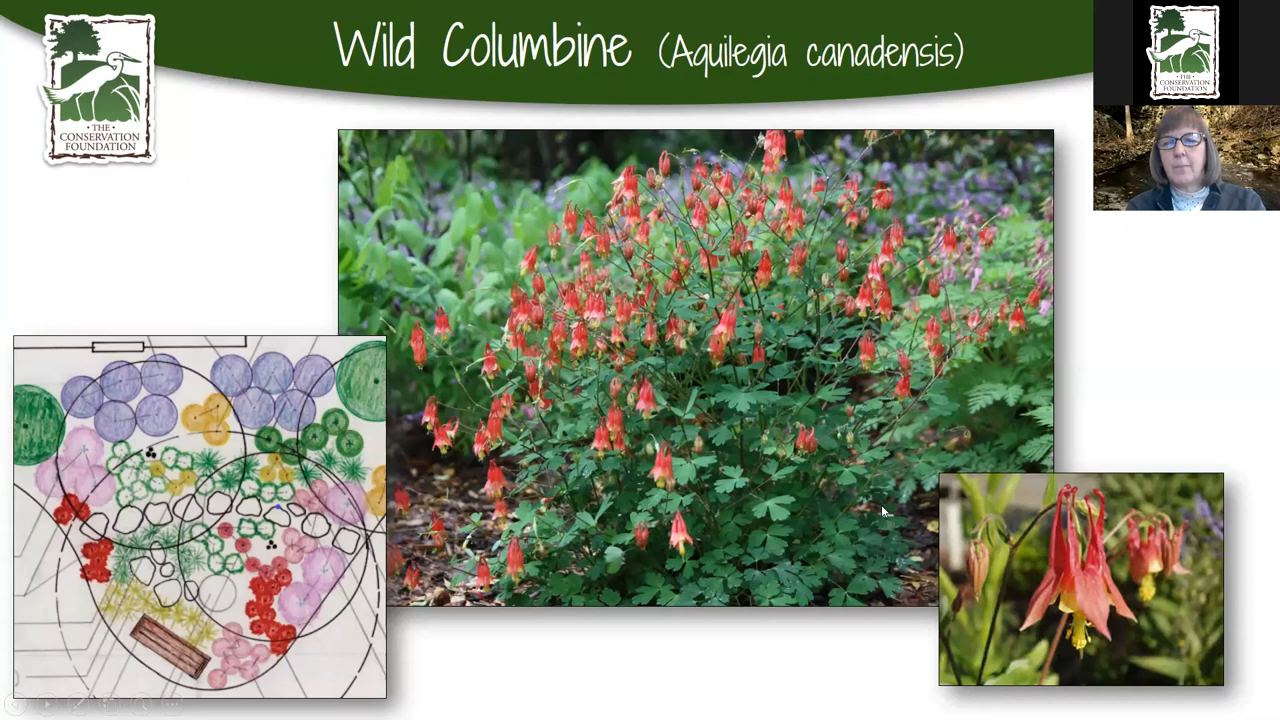 Wild Columbine (Aquilegia canadensis)
• THE •
CONSERVATION
FOUNDATION
• THE •
CONSERVATION
FOUNDATION